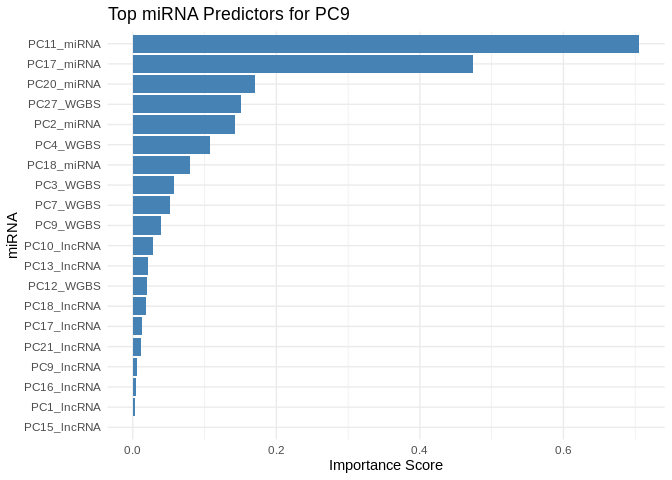 Top miRNA Predictors for PC9
miRNA
PC11_miRNA
PC17_miRNA
PC20_miRNA
PC27_WGBS
PC2_miRNA
PC4_WGBS
PC18_miRNA
PC3_WGBS
PC7_WGBS
PC9_WGBS
PC10_lncRNA
PC13_lncRNA
PC12_WGBS
PC18_lncRNA
PC17_lncRNA
PC21_lncRNA
PC9_lncRNA
PC16_lncRNA
PC1_lncRNA
PC15_lncRNA
0.0 0.2 0.4 0.6
Importance Score